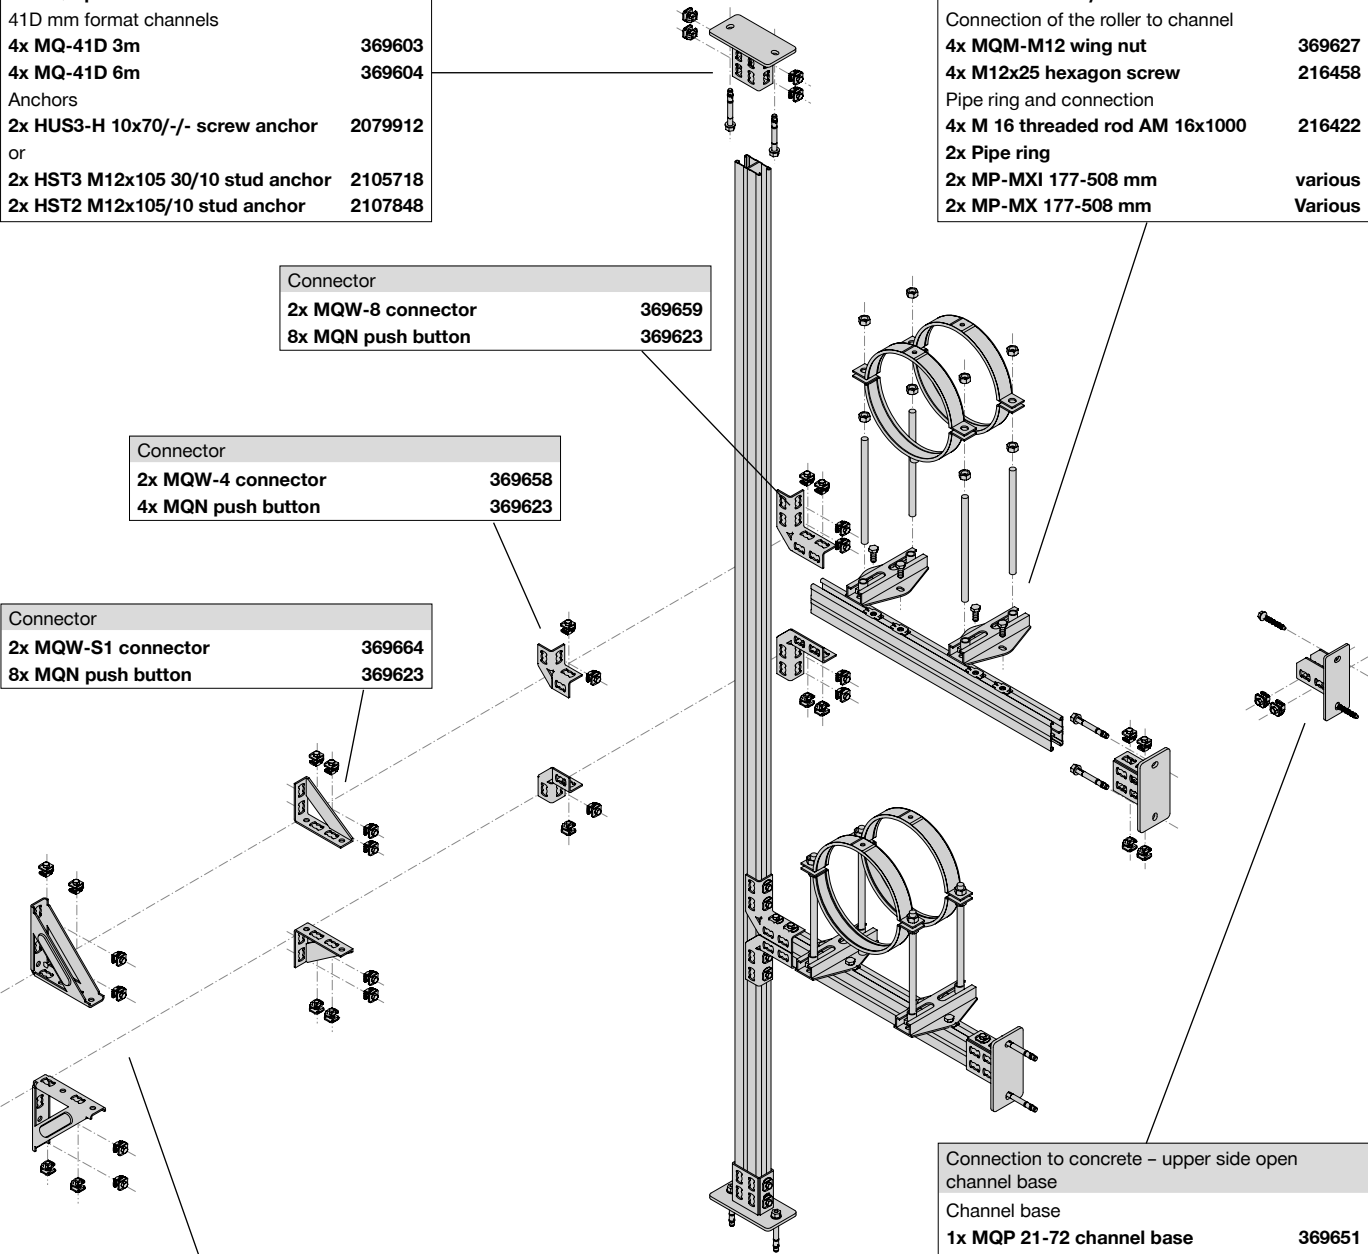 41D mm format channels
4x MQ-41D 3m 369603
4x MQ-41D 6m 369604
Anchors
2x HUS3-H 10x70/-/- screw anchor 2079912
or
2x HST3 M12x105 30/10 stud anchor 2105718
2x HST2 M12x105/10 stud anchor 2107848
Connection of the roller to channel
4x MQM-M12 wing nut 369627
4x M12x25 hexagon screw 216458
Pipe ring and connection
4x M 16 threaded rod AM 16x1000 216422
2x Pipe ring
2x MP-MXI 177-508 mm various
2x MP-MX 177-508 mm Various
Connector
2x MQW-8 connector 369659
8x MQN push button 369623
Connector
2x MQW-4 connector 369658
4x MQN push button 369623
Connector
2x MQW-S1 connector 369664
8x MQN push button 369623
Connection to concrete – upper side open
channel base
Channel base
1x MQP 21-72 channel base 369651